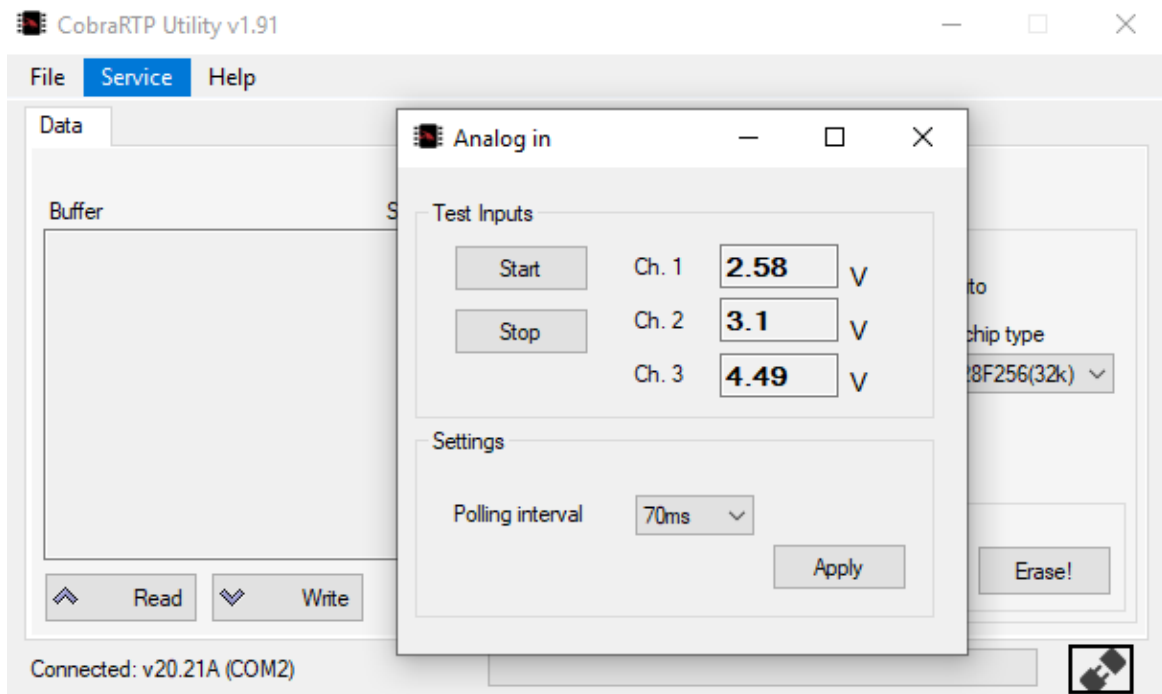 CobraRTP Utility v1.91
File Service Help
Data
Buffer
Analog in
Test Inputs
Start
Stop
Ch. 1 2.58 V
Ch. 2 3.1 V
Ch. 3 4.49 V
Settings
Polling interval 70ms
Apply
chip type
28F256(32k)
Read
Write
Erase!
Connected: v20.21A (COM2)